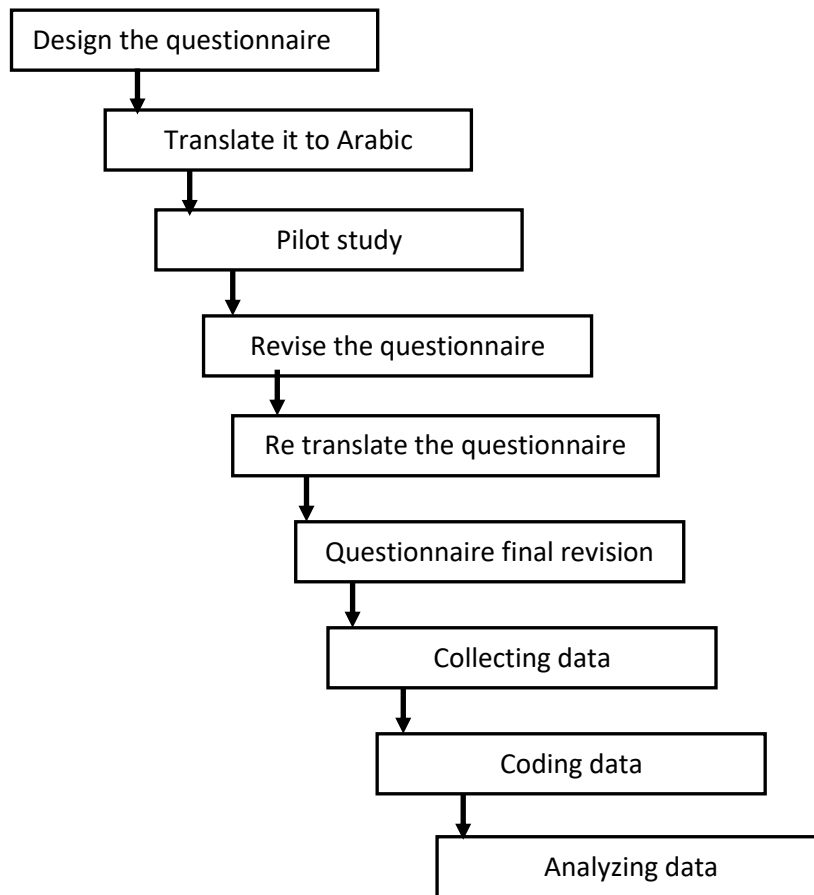 Design the questionnaire
Translate it to Arabic
Pilot study
Revise the questionnaire
Re translate the questionnaire
Questionnaire final revision
Collecting data
Coding data
Analyzing data